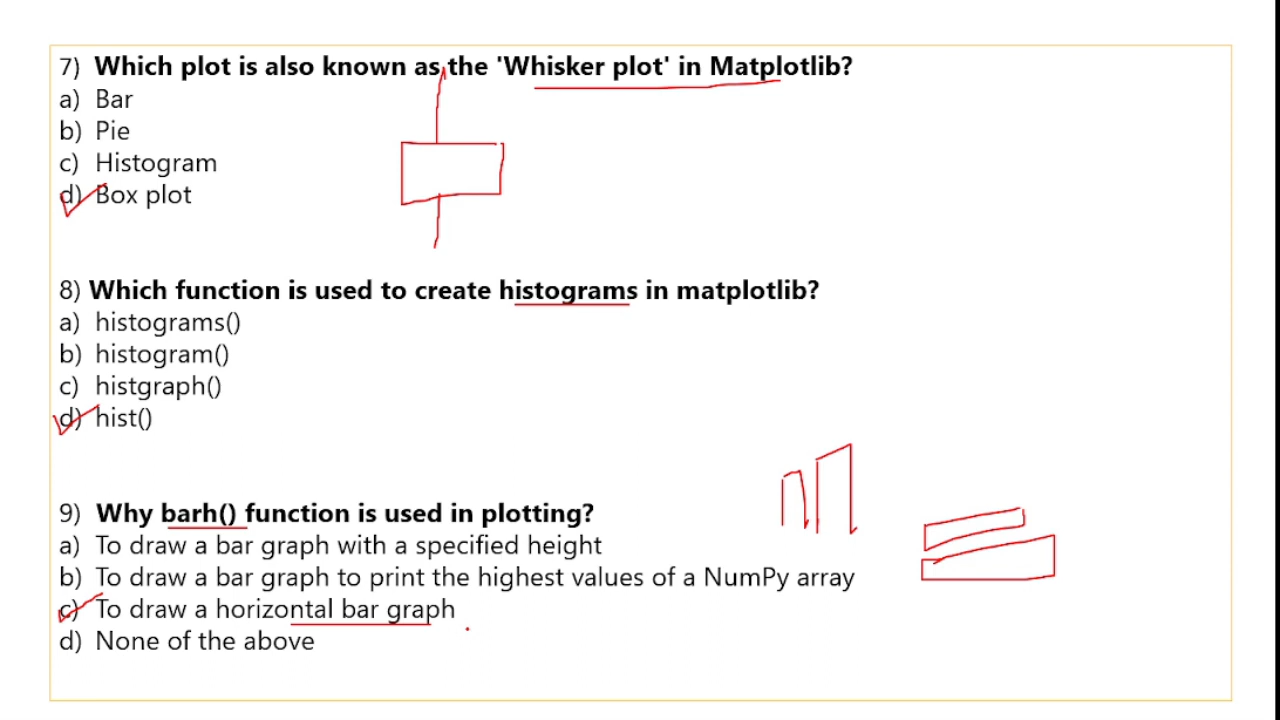 7) Which plot is also known as the 'Whisker plot' in Matplotlib?
a) Bar
b) Pie
c) Histogram
d) Box plot
8) Which function is used to create histograms in matplotlib?
a) histograms()
b) histogram()
c) histgraph()
d) hist()
9) Why barh() function is used in plotting?
a) To draw a bar graph with a specified height
b) To draw a bar graph to print the highest values of a NumPy array
c) To draw a horizontal bar graph
d) None of the above